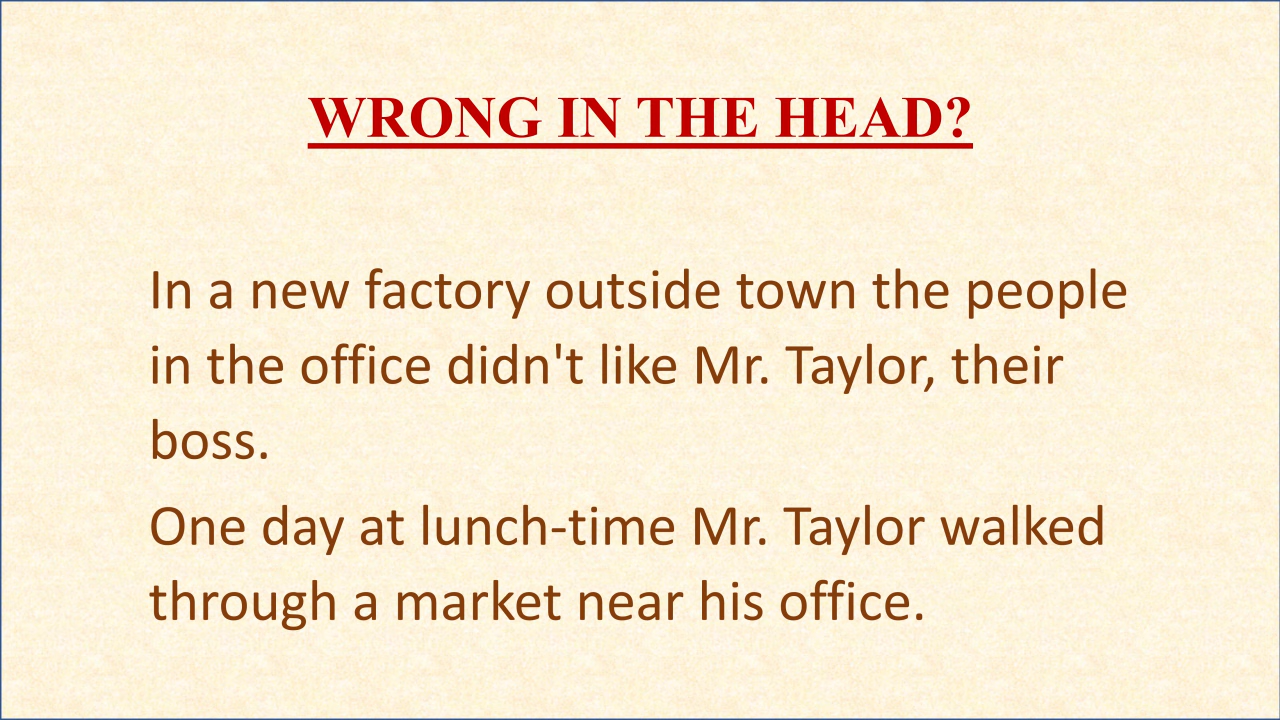 WRONG IN THE HEAD?
In a new factory outside town the people
in the office didn't like Mr. Taylor, their
boss.
One day at lunch-time Mr. Taylor walked
through a market near his office.